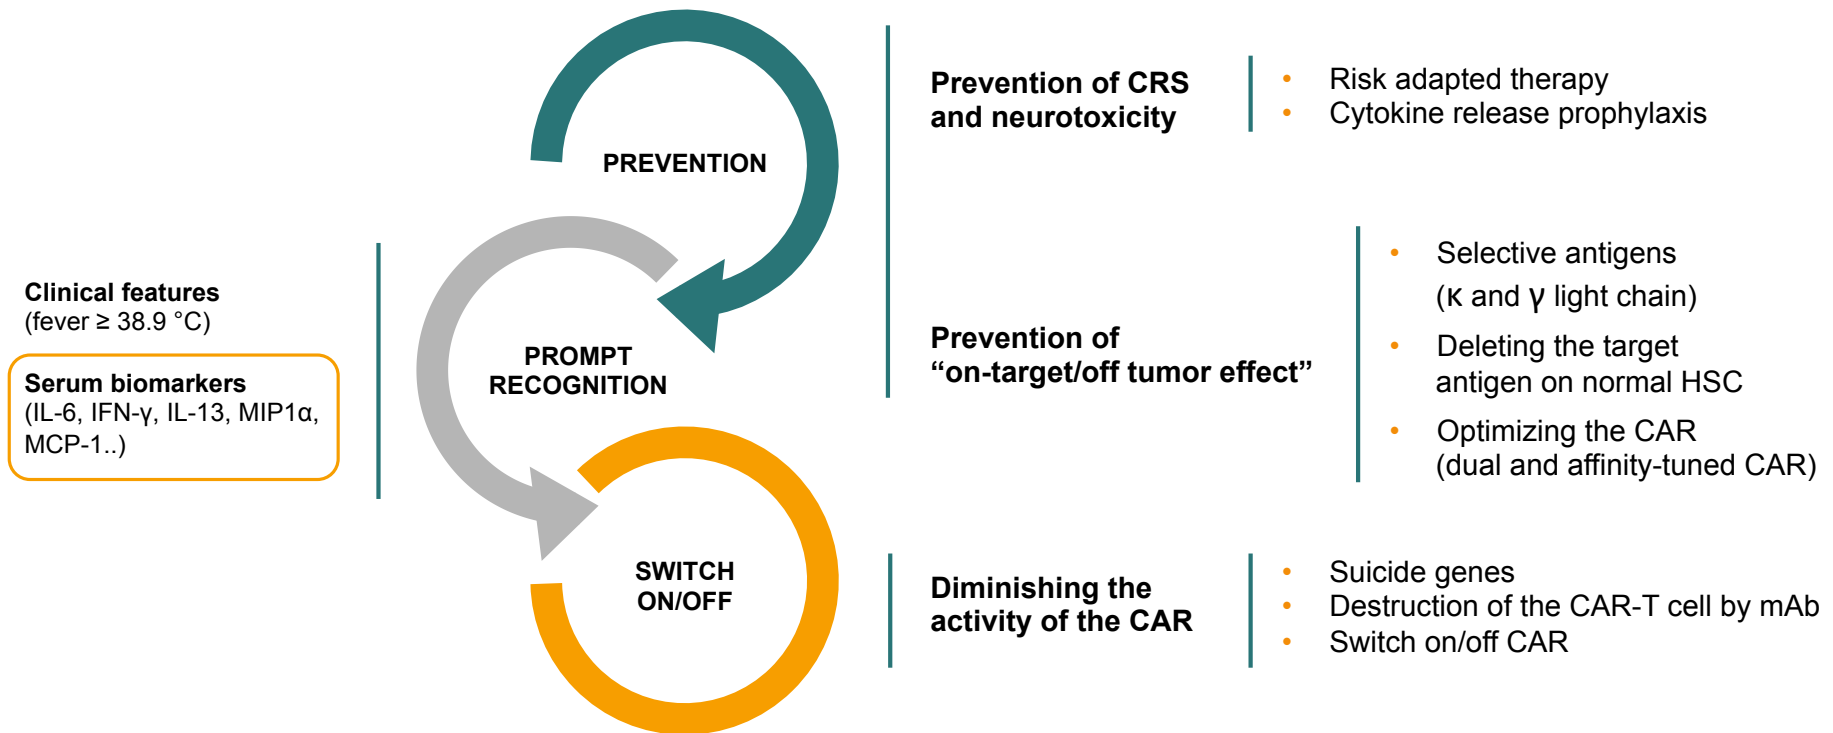 PREVENTION
Prevention of CRS
and neurotoxicity
• Risk adapted therapy
• Cytokine release prophylaxis
Prevention of
“on-target/off tumor effect”
• Selective antigens
(κ and γ light chain)
• Deleting the target
antigen on normal HSC
• Optimizing the CAR
(dual and affinity-tuned CAR)
PROMPT
RECOGNITION
Clinical features
(fever ≥ 38.9 °C)
Serum biomarkers
(IL-6, IFN-γ, IL-13, MIP1α,
MCP-1..)
SWITCH
ON/OFF
Diminishing the
activity of the CAR
• Suicide genes
• Destruction of the CAR-T cell by mAb
• Switch on/off CAR